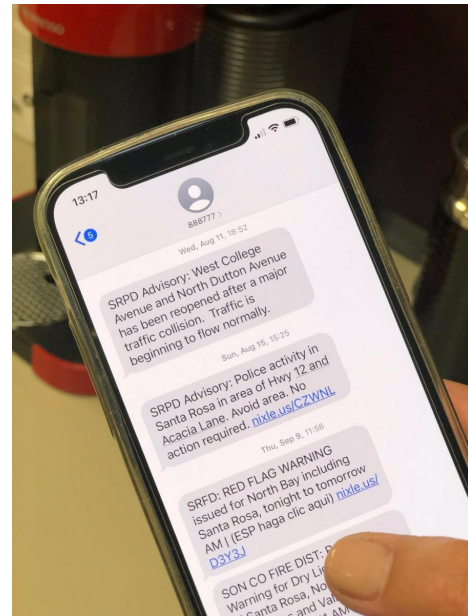 13:17
5
888777 >
Wed, Aug 11, 18:52
SRPD Advisory: West College
Avenue and North Dutton Avenue
has been reopened after a major
traffic collision. Traffic is
beginning to flow normally.
Sun, Aug 15, 15:25
SRPD Advisory: Police activity in
Santa Rosa in area of Hwy 12 and
Acacia Lane. Avoid area. No
action required. nixle.us/CZWNL
Thu, Sep 9, 11:56
SRFD: RED FLAG WARNING
issued for North Bay including
Santa Rosa, tonight to tomorrow
AM | (ESP haga clic aqui) nixle.us/
D3Y3J
SON CO FIRE DIST:
Warning for Dry
Santa Rosa,
and
AM